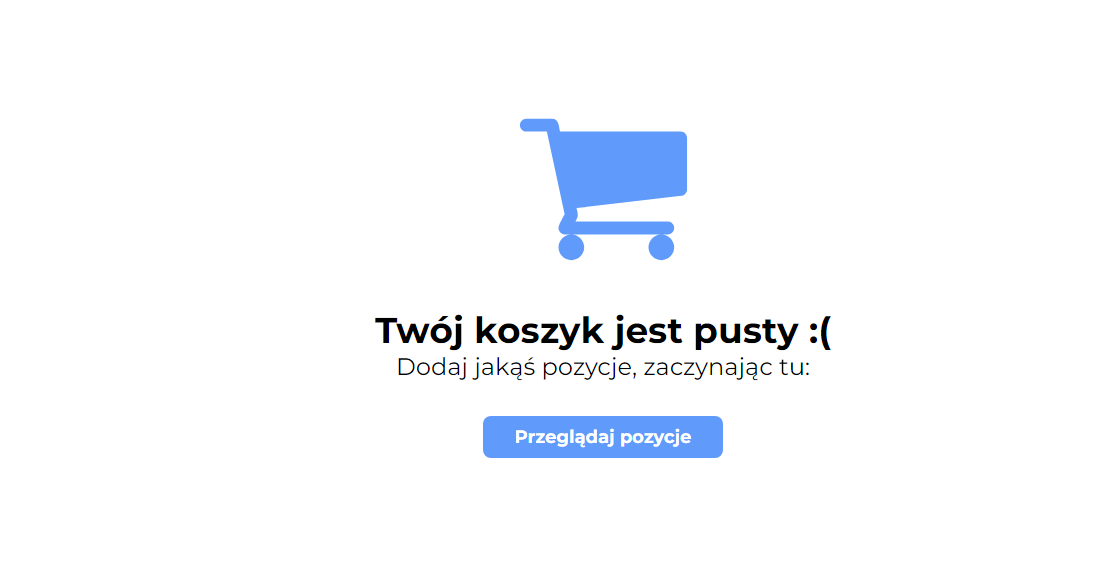 Twój koszyk jest pusty :(
Dodaj jakąś pozycje, zaczynając tu:
Przeglądaj pozycje